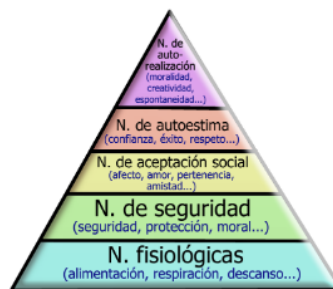 N. de
auto-
realización
(moralidad,
creatividad,
espontaneidad...)
N. de autoestima
(confianza, éxito, respeto...)
N. de aceptación social
(afecto, amor, pertenencia,
amistad...)
N. de seguridad
(seguridad, protección, moral...)
N. fisiológicas
(alimentación, respiración, descanso...)